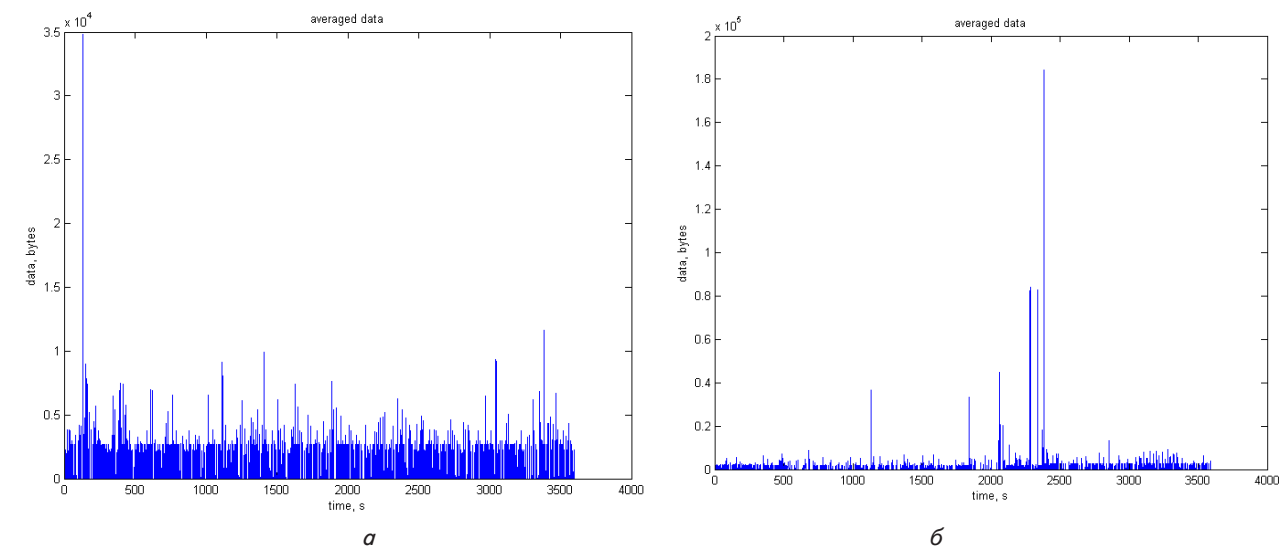 averaged data
x 10^4
3.5
3
2.5
2
1.5
1
0.5
0
data, bytes
0 500 1000 1500 2000 2500 3000 3500 4000
time, s
а
averaged data
x 10^5
2
1.8
1.6
1.4
1.2
1
0.8
0.6
0.4
0.2
0
data, bytes
0 500 1000 1500 2000 2500 3000 3500 4000
time, s
б